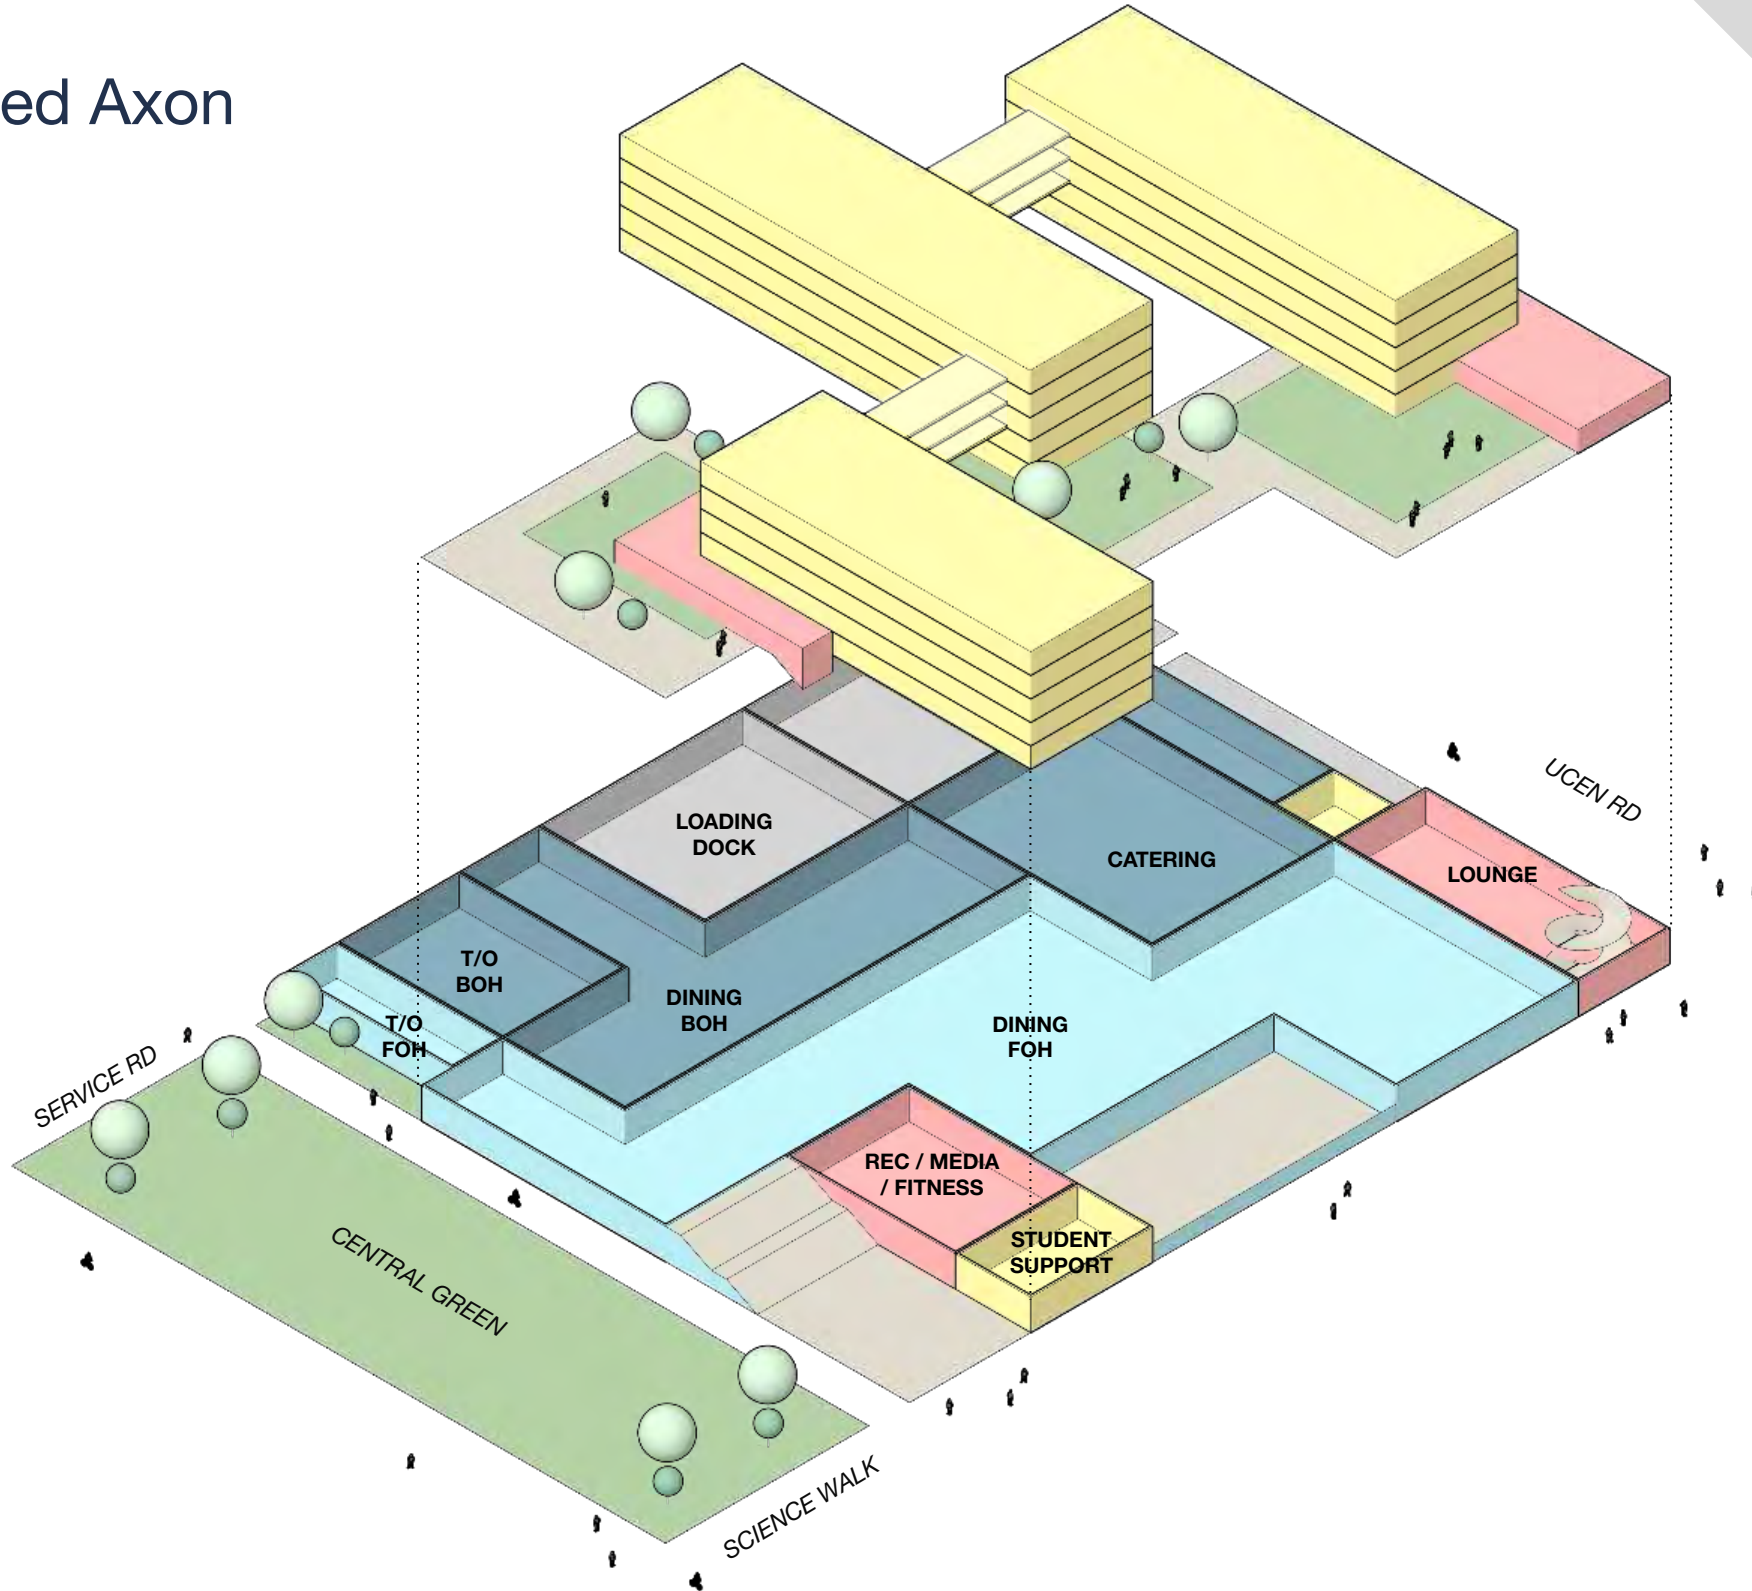 ed Axon
UCEN RD
LOADING
DOCK
CATERING
LOUNGE
T/O
BOH
DINING
BOH
T/O
FOH
DINING
FOH
SERVICE RD
REC / MEDIA
/ FITNESS
STUDENT
SUPPORT
CENTRAL GREEN
SCIENCE WALK